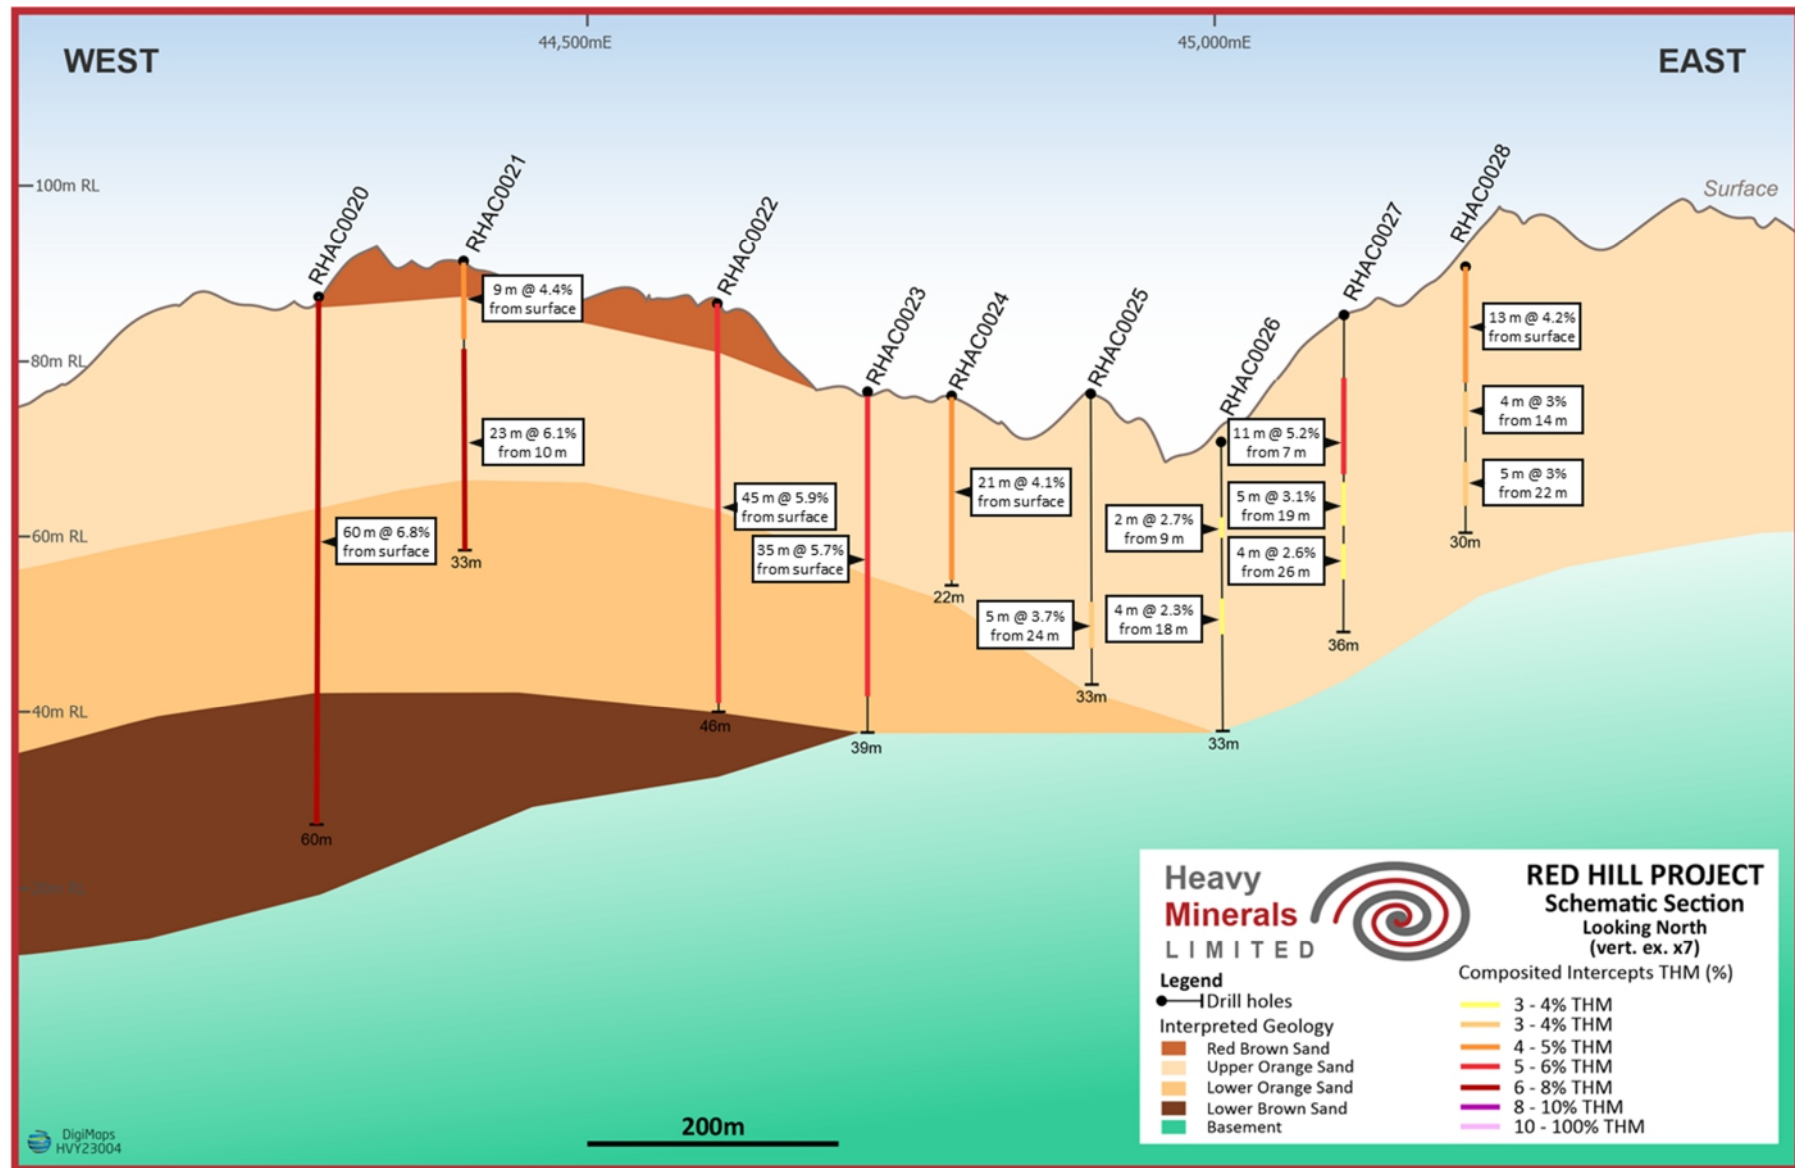 44,500mE
45,000mE
WEST
EAST
100m RL
80m RL
60m RL
40m RL
20m RL
Surface
RHAC0020
RHAC0021
RHAC0022
RHAC0023
RHAC0024
RHAC0025
RHAC0026
RHAC0027
RHAC0028
60 m @ 6.8%
from surface
60m
9 m @ 4.4%
from surface
23 m @ 6.1%
from 10 m
33m
45 m @ 5.9%
from surface
46m
35 m @ 5.7%
from surface
39m
21 m @ 4.1%
from surface
22m
5 m @ 3.7%
from 24 m
33m
2 m @ 2.7%
from 9 m
4 m @ 2.3%
from 18 m
33m
11 m @ 5.2%
from 7 m
5 m @ 3.1%
from 19 m
4 m @ 2.6%
from 26 m
36m
13 m @ 4.2%
from surface
4 m @ 3%
from 14 m
5 m @ 3%
from 22 m
30m
Heavy
Minerals
LIMITED
RED HILL PROJECT
Schematic Section
Looking North
(vert. ex. x7)
Legend
Drill holes
Interpreted Geology
Red Brown Sand
Upper Orange Sand
Lower Orange Sand
Lower Brown Sand
Basement
Composited Intercepts THM (%)
3 - 4% THM
3 - 4% THM
4 - 5% THM
5 - 6% THM
6 - 8% THM
8 - 10% THM
10 - 100% THM
200m
DigiMaps
HVY23004